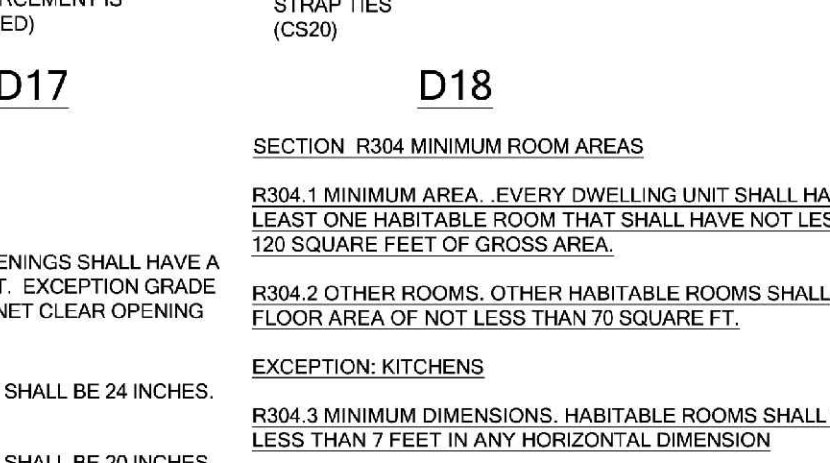 (CS20)
STRAP TIES
ED)
D17
D18
SECTION R304 MINIMUM ROOM AREAS
R304.1 MINIMUM AREA. .EVERY DWELLING UNIT SHALL HA
LEAST ONE HABITABLE ROOM THAT SHALL HAVE NOT LES
120 SQUARE FEET OF GROSS AREA.
R304.2 OTHER ROOMS. OTHER HABITABLE ROOMS SHALL
FLOOR AREA OF NOT LESS THAN 70 SQUARE FT.
EXCEPTION: KITCHENS
R304.3 MINIMUM DIMENSIONS. HABITABLE ROOMS SHALL
LESS THAN 7 FEET IN ANY HORIZONTAL DIMENSION
ENINGS SHALL HAVE A
T. EXCEPTION GRADE
NET CLEAR OPENING
SHALL BE 24 INCHES.
SHALL BE 20 INCHES